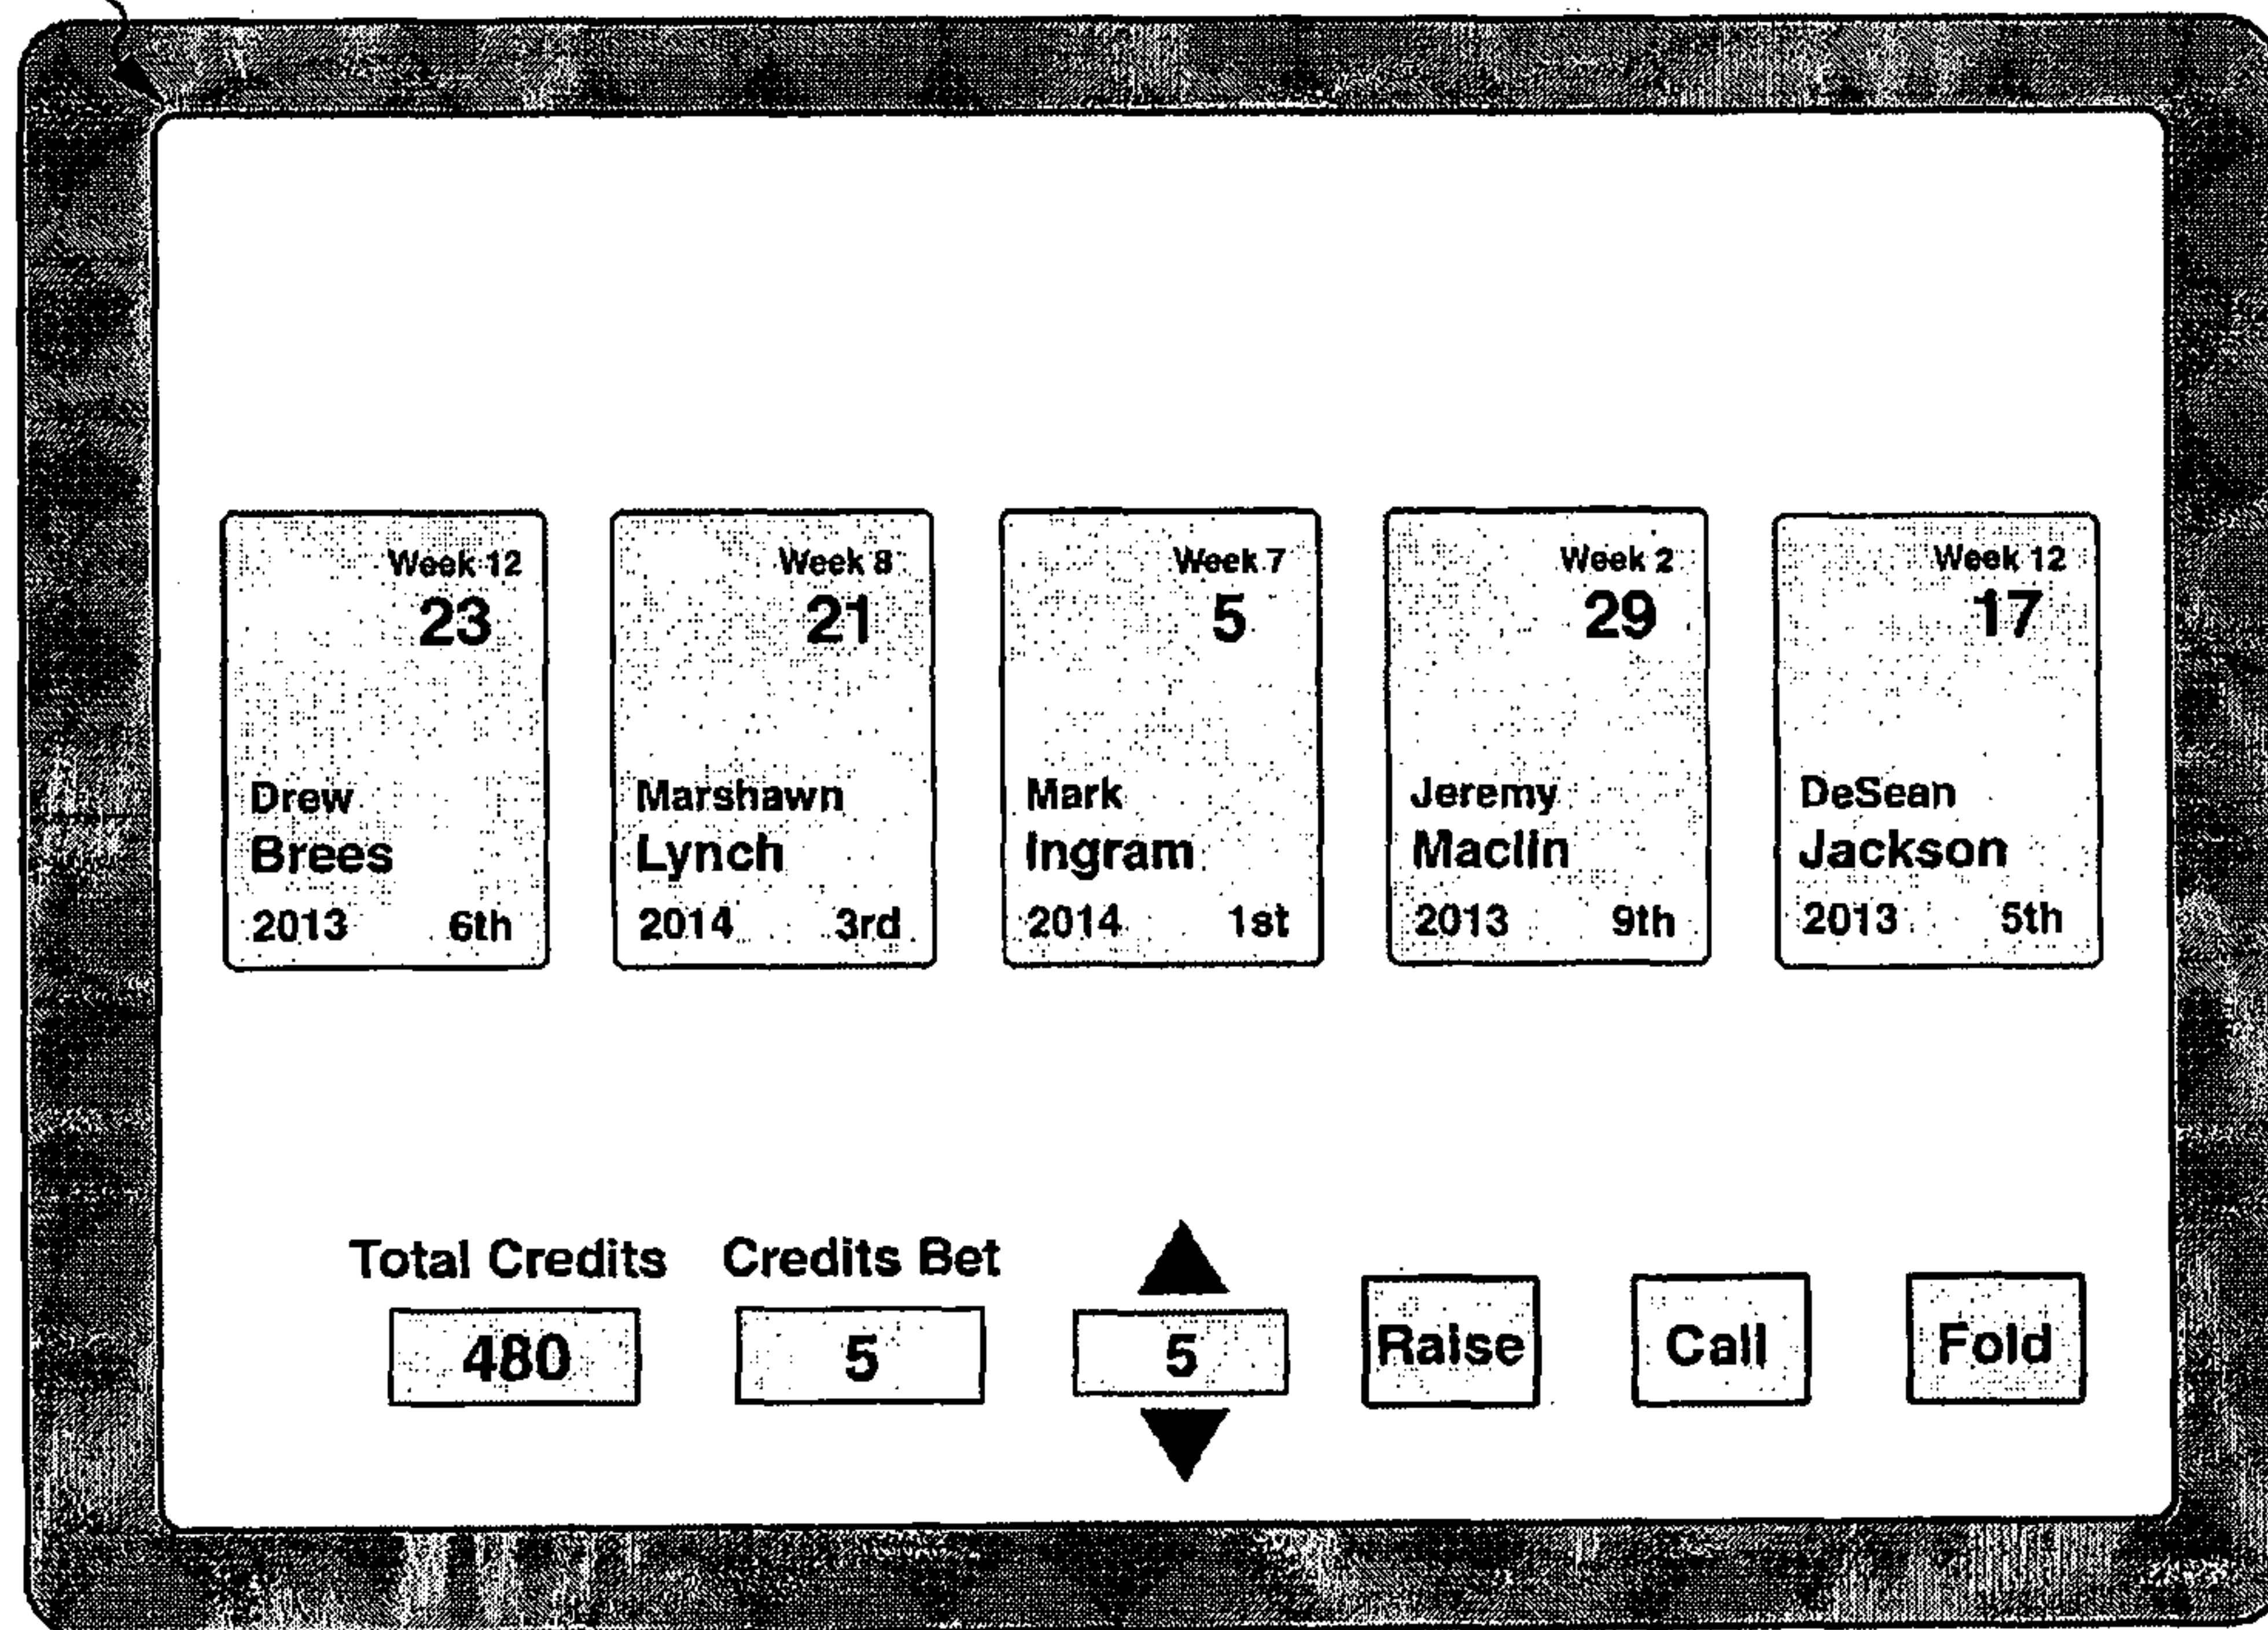 Week 12
23
Drew
Brees
2013 6th
Week 8
21
Marshawn
Lynch
2014 3rd
Week 7
5
Mark
Ingram
2014 1st
Week 2
29
Jeremy
Maclin
2013 9th
Week 12
17
DeSean
Jackson
2013 5th
Total Credits Credits Bet
480 5 5 Raise Call Fold